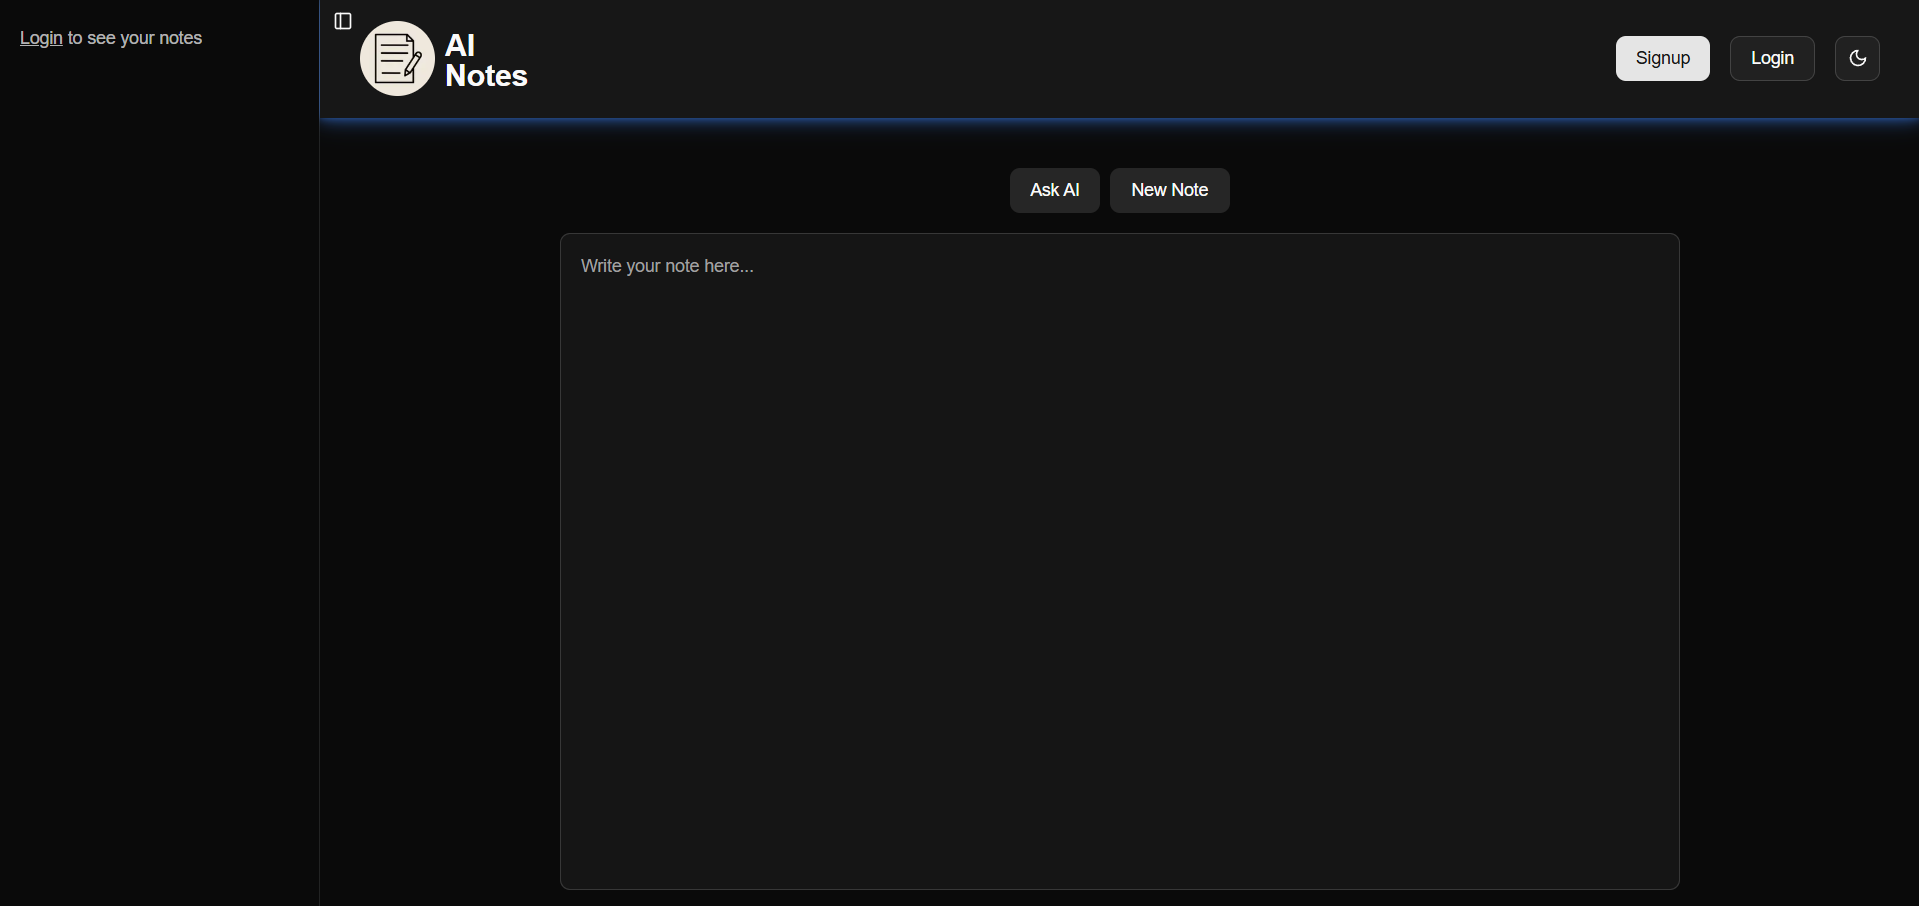 Login to see your notes
AI
Notes
Signup
Login
Ask AI
New Note
Write your note here...